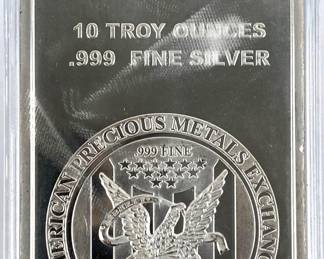 10 TROY OUNCES
.999 FINE SILVER
AMERICAN PRECIOUS METALS EXCHANGE
.999 FINE